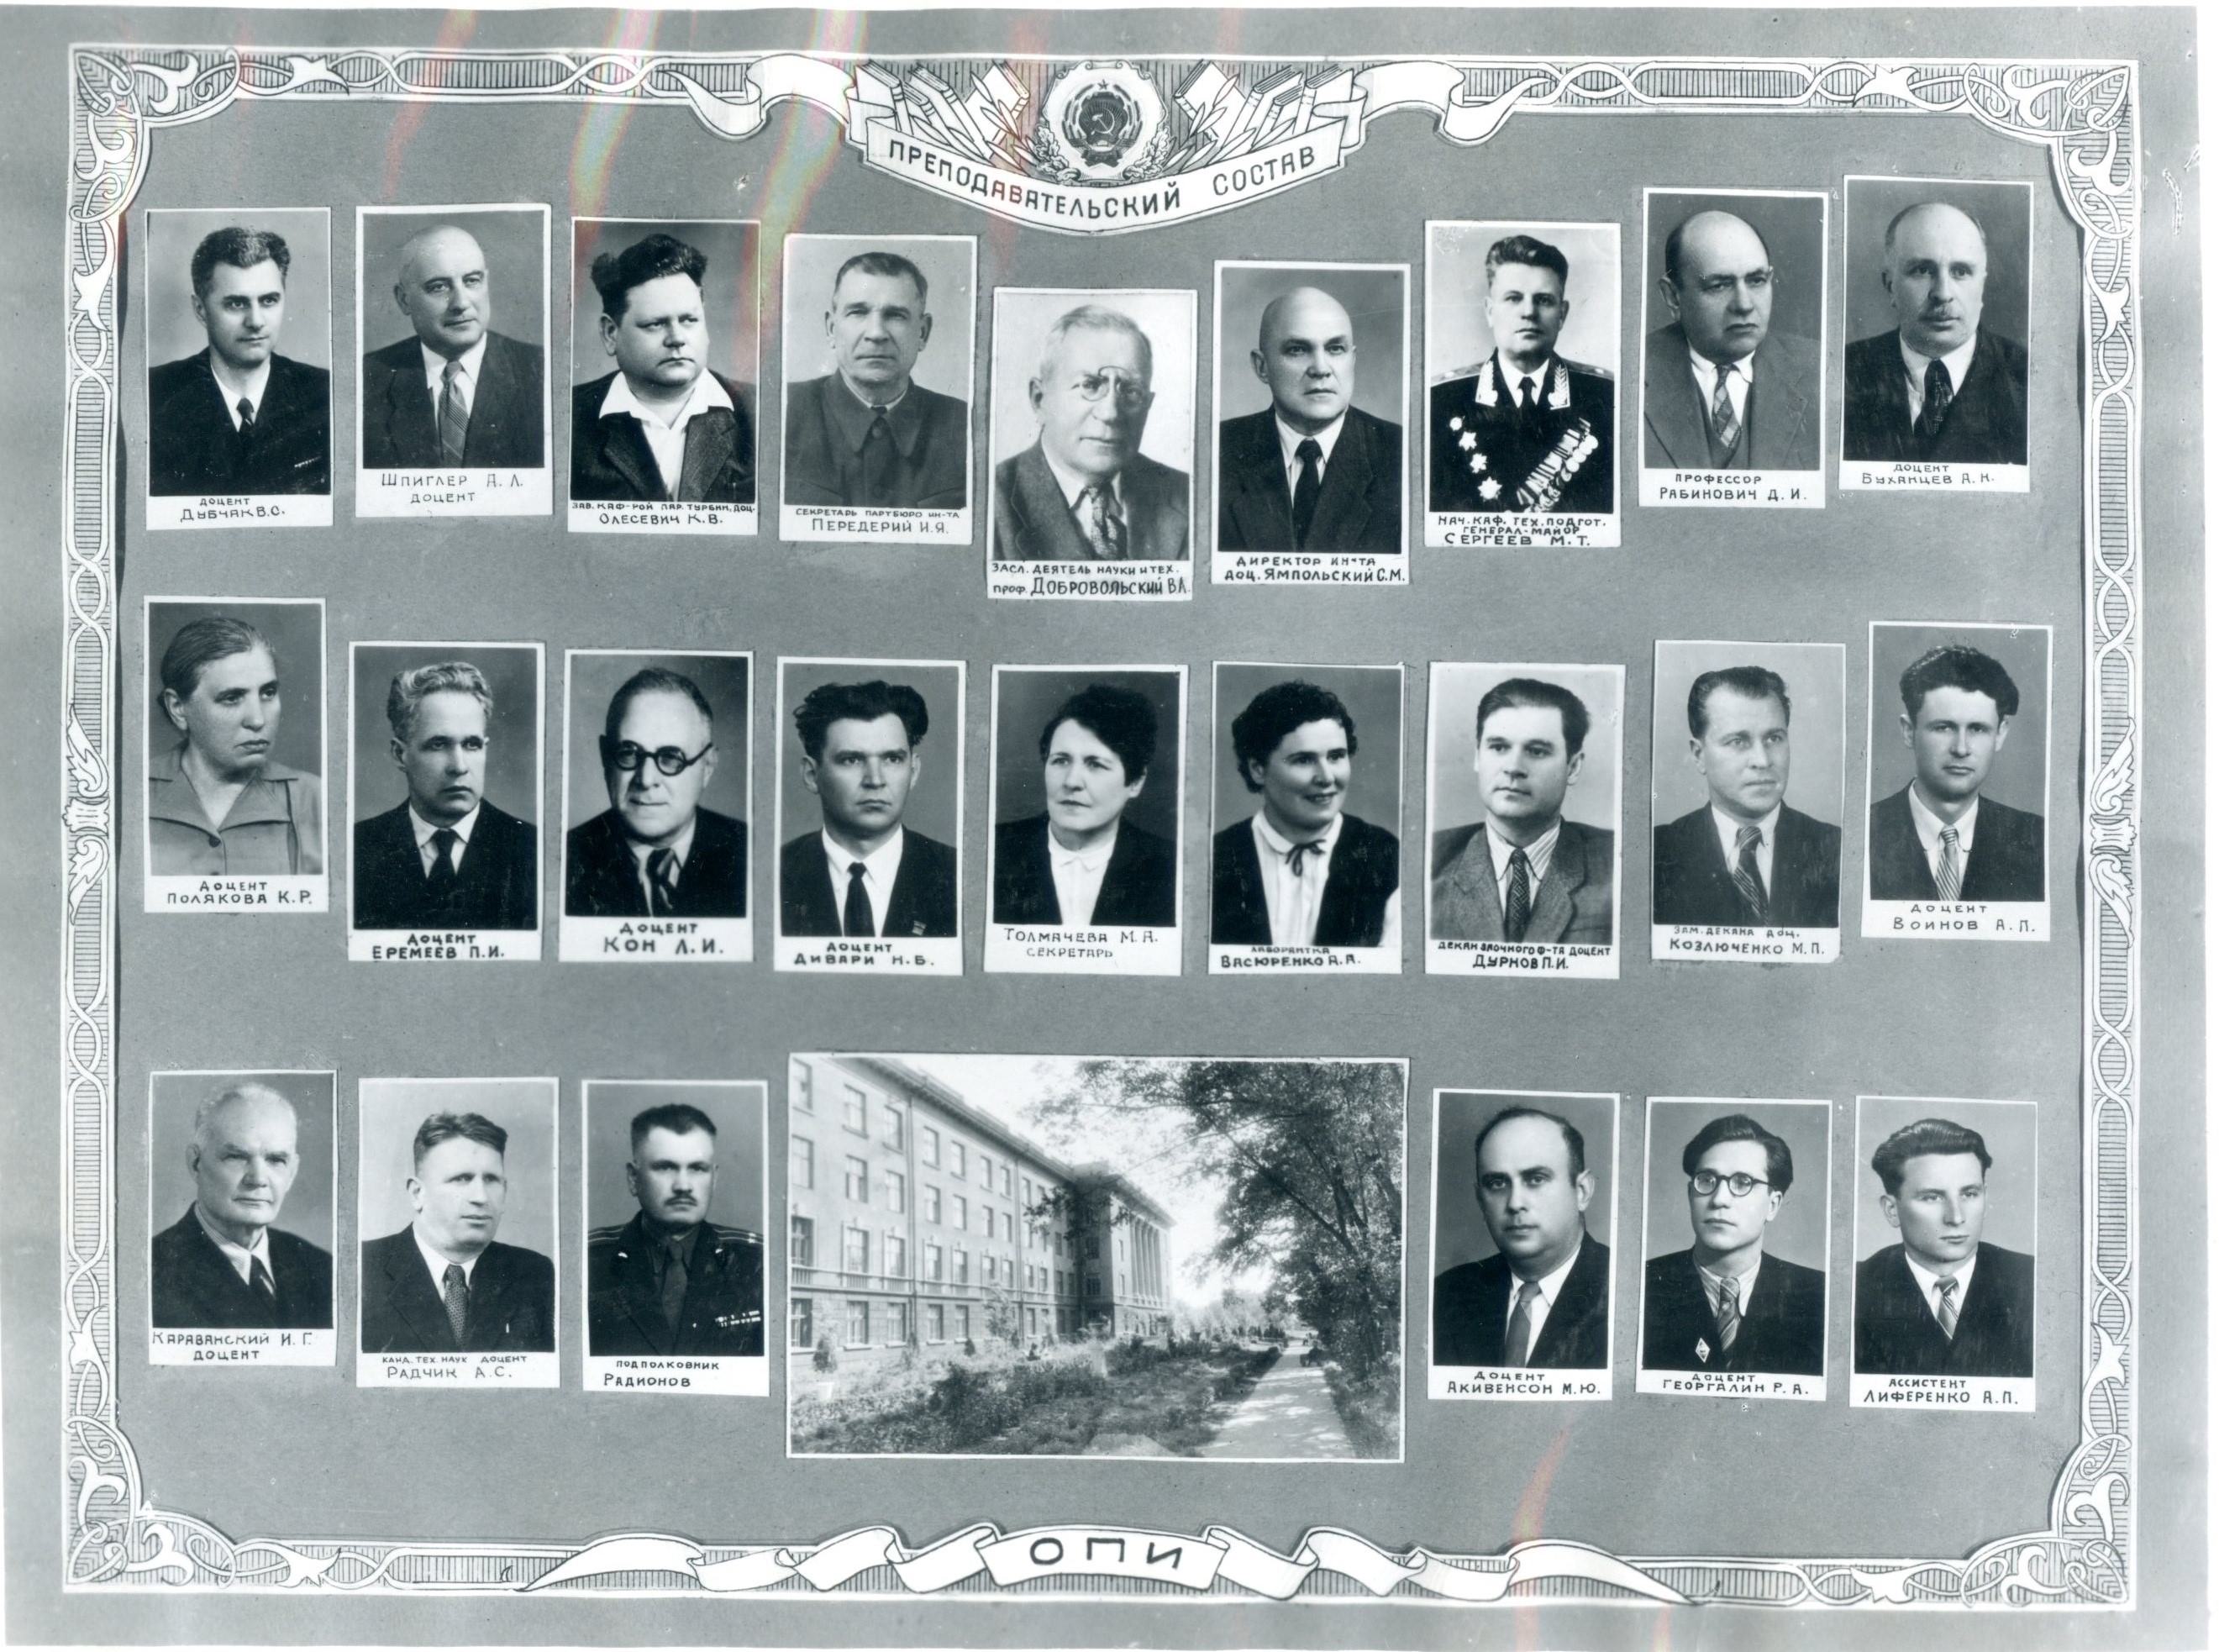 ПРЕПОДАВАТЕЛЬСКИЙ СОСТАВ
ДОЦЕНТ
ДУБЧАК В.С.
ШПИГЛЕР А. Л.
ДОЦЕНТ
ЗАВ. КАФ-РОЙ ПАР. ТУРБИН, ДОЦ.
ОЛЕСЕВИЧ К.В.
СЕКРЕТАРЬ ПАРТБЮРО ИН-ТА
ПЕРЕДЕРИЙ И.Я.
ЗАСЛ. ДЕЯТЕЛЬ НАУКИ И ТЕХ.
ПРОФ. ДОБРОВОЛЬСКИЙ В.А.
ДИРЕКТОР ИН-ТА
ДОЦ. ЯМПОЛЬСКИЙ С.М.
НАЧ. КАФ. ТЕХ. ПОДГОТ.
ГЕНЕРАЛ-МАЙОР
СЕРГЕЕВ М.Т.
ПРОФЕССОР
РАБИНОВИЧ Д.И.
ДОЦЕНТ
БУХАНЦЕВ А.Н.
ДОЦЕНТ
ПОЛЯКОВА К.Р.
ДОЦЕНТ
ЕРЕМЕЕВ П.И.
ДОЦЕНТ
КОН Л.И.
ДОЦЕНТ
ДИВАРИ Н.Б.
ТОЛМАЧЕВА М.А.
СЕКРЕТАРЬ
ЛАБОРАНТКА
ВАСЮРЕНКО А.А.
ДЕКАН ЗАОЧНОГО Ф-ТА ДОЦЕНТ
ДУРНОВ П.И.
ЗАМ. ДЕКАНА ДОЦ.
КОЗЛЮЧЕНКО М.П.
ДОЦЕНТ
ВОИНОВ А.П.
КАРАВАНСКИЙ И.Г.
ДОЦЕНТ
КАНД. ТЕХ. НАУК ДОЦЕНТ
РАДЧИК А.С.
ПОДПОЛКОВНИК
РАДИОНОВ
ДОЦЕНТ
АКИВЕНСОН М.Ю.
ДОЦЕНТ
ГЕОРГАЛИН Р.А.
АССИСТЕНТ
ЛИФЕРЕНКО А.П.
ОПИ